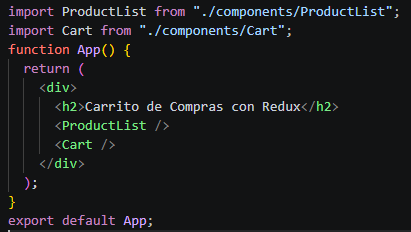 import ProductList from "./components/ProductList";
import Cart from "./components/Cart";
function App() {
  return (
    <div>
      <h2>Carrito de Compras con Redux</h2>
      <ProductList />
      <Cart />
    </div>
  );
}
export default App;